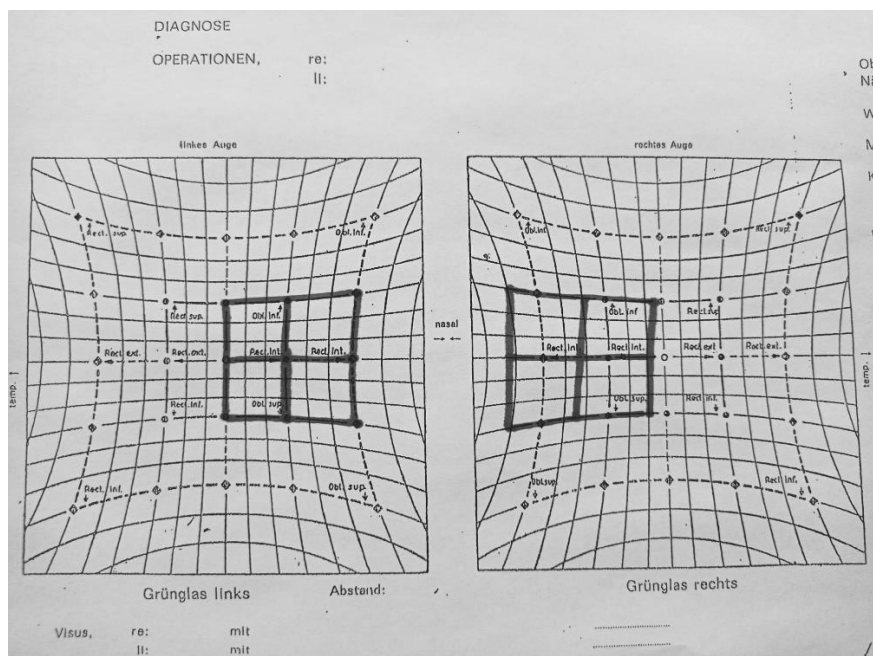 DIAGNOSE
OPERATIONEN, re:
li:
linkes Auge
rechtes Auge
Rect. sup.
Obl. Inf.
Obl. Inf.
Rect. sup.
Rect. sup.
Obl. Inf.
Obl. Inf
Rect. sup
Rect. ext.
Rect. ext.
Rect. Int.
Rect. Int.
nasal
Rect. Int.
Rect. Int.
Rect. ext
Rect. ext.
temp.
temp.
Rect. Inf.
Obl. sup.
Obl. sup.
Rect. Inf.
Rect. Inf.
Obl. sup.
Obl. sup
Rect. Inf.
Grünglas links
Abstand:
Grünglas rechts
Visus, re: mit
li: mit